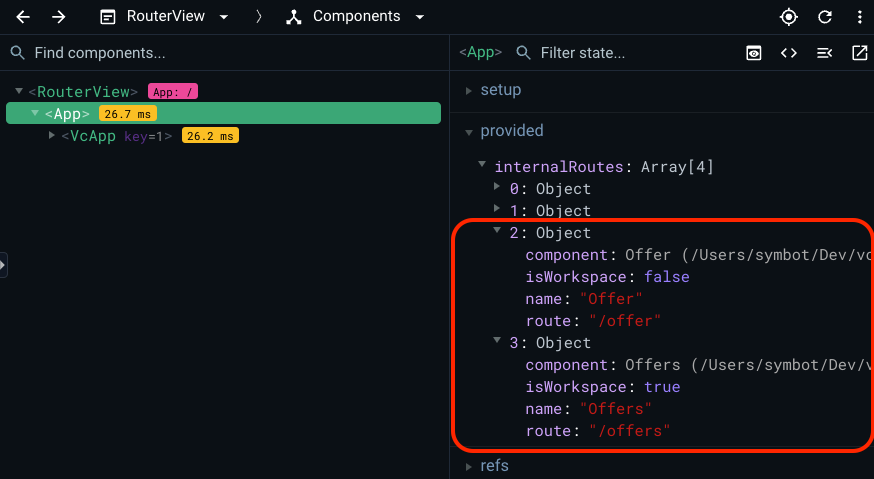 RouterView
Components
Find components...
<App>
Filter state...
<RouterView> App: /
<App> 26.7 ms
<VcApp key=1> 26.2 ms
setup
provided
internalRoutes: Array[4]
0: Object
1: Object
2: Object
component: Offer (/Users/symbot/Dev/vc
isWorkspace: false
name: "Offer"
route: "/offer"
3: Object
component: Offers (/Users/symbot/Dev/v
isWorkspace: true
name: "Offers"
route: "/offers"
refs